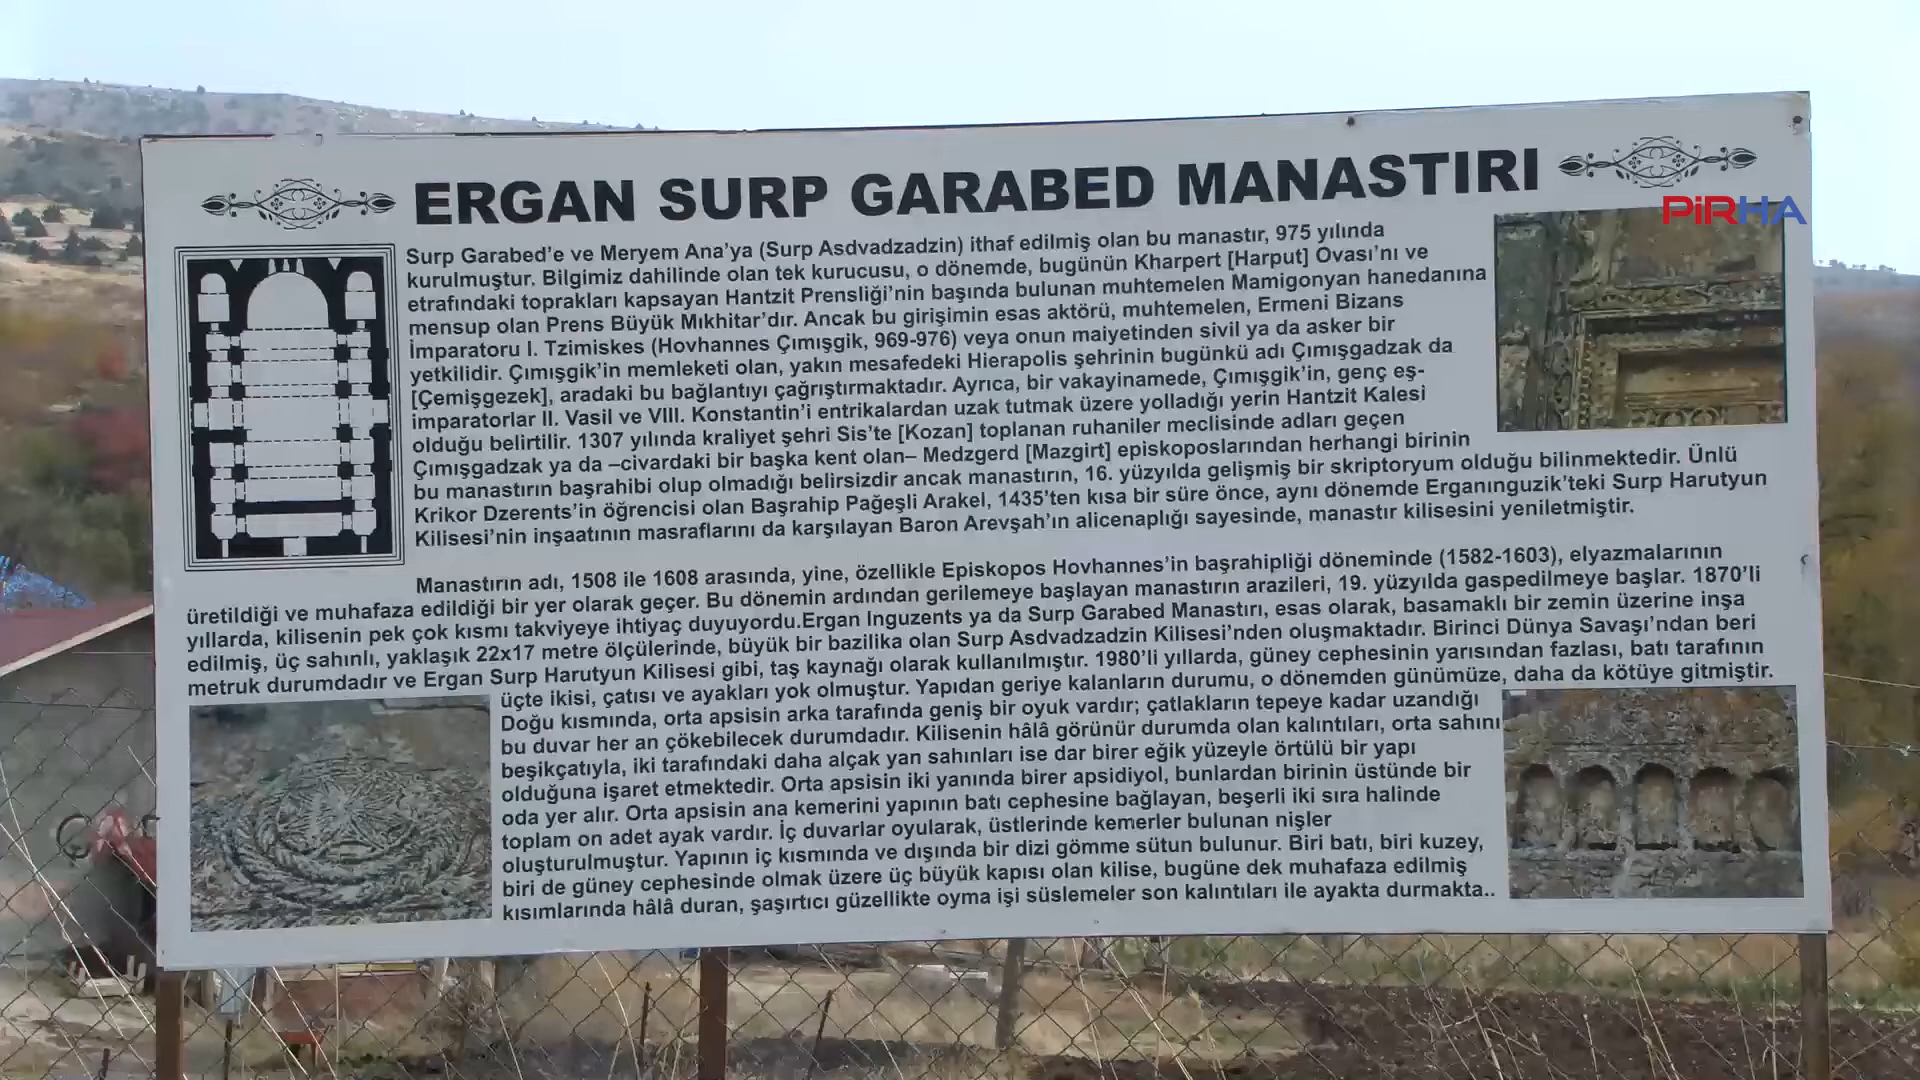 ERGAN SURP GARABED MANASTIRI
PİRHA
Surp Garabed'e ve Meryem Ana'ya (Surp Asdvadzadzin) ithaf edilmiş olan bu manastır, 975 yılında
kurulmuştur. Bilgimiz dahilinde olan tek kurucusu, o dönemde, bugünün Kharpert [Harput] Ovası'nı ve
etrafındaki toprakları kapsayan Hantzit Prensliği'nin başında bulunan muhtemelen Mamigonyan hanedanına
mensup olan Prens Büyük Mıkhitar'dır. Ancak bu girişimin esas aktörü, muhtemelen, Ermeni Bizans
İmparatoru I. Tzimiskes (Hovhannes Çımışgik, 969-976) veya onun maiyetinden sivil ya da asker bir
yetkilidir. Çımışgik'in memleketi olan, yakın mesafedeki Hierapolis şehrinin bugünkü adı Çımışgadzak da
[Çemişgezek], aradaki bu bağlantıyı çağrıştırmaktadır. Ayrıca, bir vakayinamede, Çımışgik'in, genç eş-
imparatorlar II. Vasil ve VIII. Konstantin'i entrikalardan uzak tutmak üzere yolladığı yerin Hantzit Kalesi
olduğu belirtilir. 1307 yılında kraliyet şehri Sis'te [Kozan] toplanan ruhaniler meclisinde adları geçen
Çımışgadzak ya da –civardaki bir başka kent olan– Medzgerd [Mazgirt] episkoposlarından herhangi birinin
bu manastırın başrahibi olup olmadığı belirsizdir ancak manastırın, 16. yüzyılda gelişmiş bir skriptoryum olduğu bilinmektedir. Ünlü
Krikor Dzerents'in öğrencisi olan Başrahip Pağeşli Arakel, 1435'ten kısa bir süre önce, aynı dönemde Erganınguzik'teki Surp Harutyun
Kilisesi'nin inşaatının masraflarını da karşılayan Baron Arevşah'ın alicenaplığı sayesinde, manastır kilisesini yeniletmiştir.
Manastırın adı, 1508 ile 1608 arasında, yine, özellikle Episkopos Hovhannes'in başrahipliği döneminde (1582-1603), elyazmalarının
üretildiği ve muhafaza edildiği bir yer olarak geçer. Bu dönemin ardından gerilemeye başlayan manastırın arazileri, 19. yüzyılda gaspedilmeye başlar. 1870'li
yıllarda, kilisenin pek çok kısmı takviyeye ihtiyaç duyuyordu.Ergan Inguzents ya da Surp Garabed Manastırı, esas olarak, basamaklı bir zemin üzerine inşa
edilmiş, üç sahınlı, yaklaşık 22x17 metre ölçülerinde, büyük bir bazilika olan Surp Asdvadzadzin Kilisesi'nden oluşmaktadır. Birinci Dünya Savaşı'ndan beri
metruk durumdadır ve Ergan Surp Harutyun Kilisesi gibi, taş kaynağı olarak kullanılmıştır. 1980'li yıllarda, güney cephesinin yarısından fazlası, batı tarafının
üçte ikisi, çatısı ve ayakları yok olmuştur. Yapıdan geriye kalanların durumu, o dönemden günümüze, daha da kötüye gitmiştir.
Doğu kısmında, orta apsisin arka tarafında geniş bir oyuk vardır; çatlakların tepeye kadar uzandığı
bu duvar her an çökebilecek durumdadır. Kilisenin hâlâ görünür durumda olan kalıntıları, orta sahını
beşikçatıyla, iki tarafındaki daha alçak yan sahınları ise dar birer eğik yüzeyle örtülü bir yapı
olduğuna işaret etmektedir. Orta apsisin iki yanında birer apsidiyol, bunlardan birinin üstünde bir
oda yer alır. Orta apsisin ana kemerini yapının batı cephesine bağlayan, beşerli iki sıra halinde
toplam on adet ayak vardır. İç duvarlar oyularak, üstlerinde kemerler bulunan nişler
oluşturulmuştur. Yapının iç kısmında ve dışında bir dizi gömme sütun bulunur. Biri batı, biri kuzey,
biri de güney cephesinde olmak üzere üç büyük kapısı olan kilise, bugüne dek muhafaza edilmiş
kısımlarında hâlâ duran, şaşırtıcı güzellikte oyma işi süslemeler son kalıntıları ile ayakta durmakta..